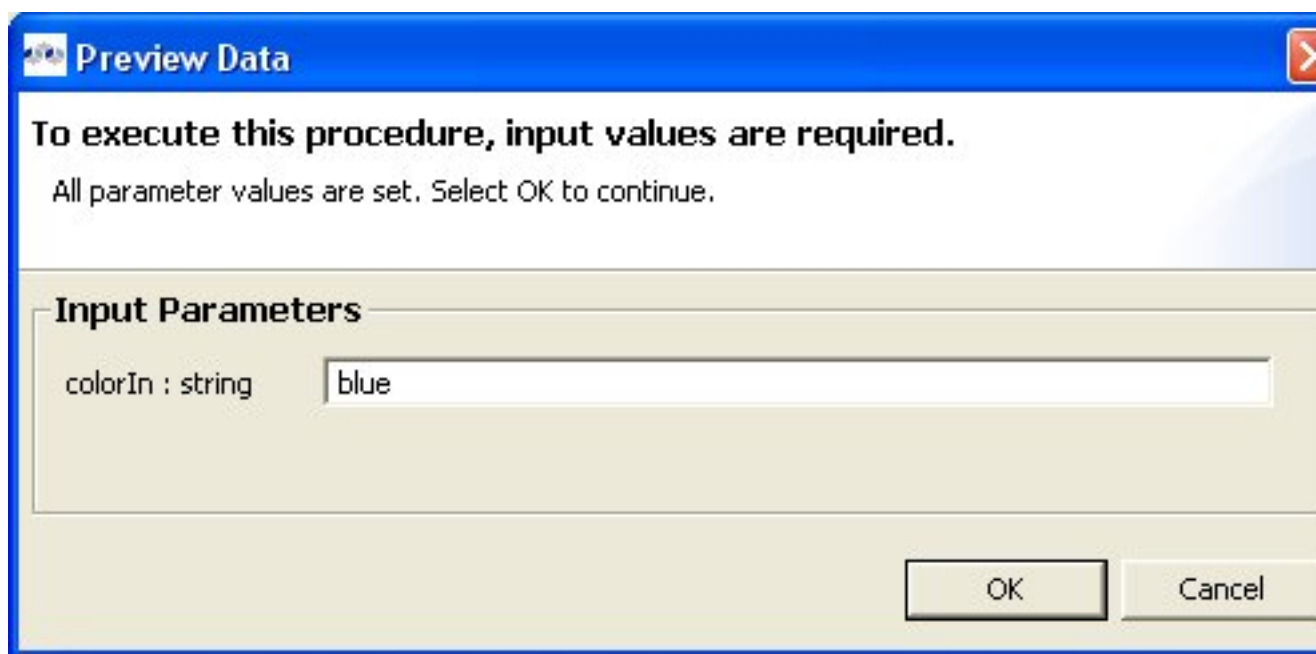 Preview Data
To execute this procedure, input values are required.
All parameter values are set. Select OK to continue.
Input Parameters
colorIn : string blue
OK Cancel